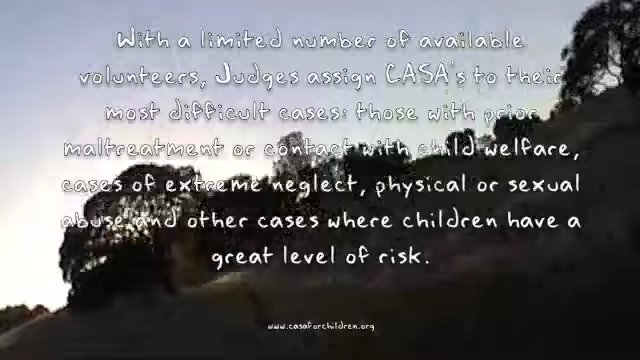 With a limited number of available
volunteers, Judges assign CASA's to their
most difficult cases: those with prior
maltreatment or contact with child welfare,
cases of extreme neglect, physical or sexual
abuse and other cases where children have a
great level of risk.
www.casaforchildren.org